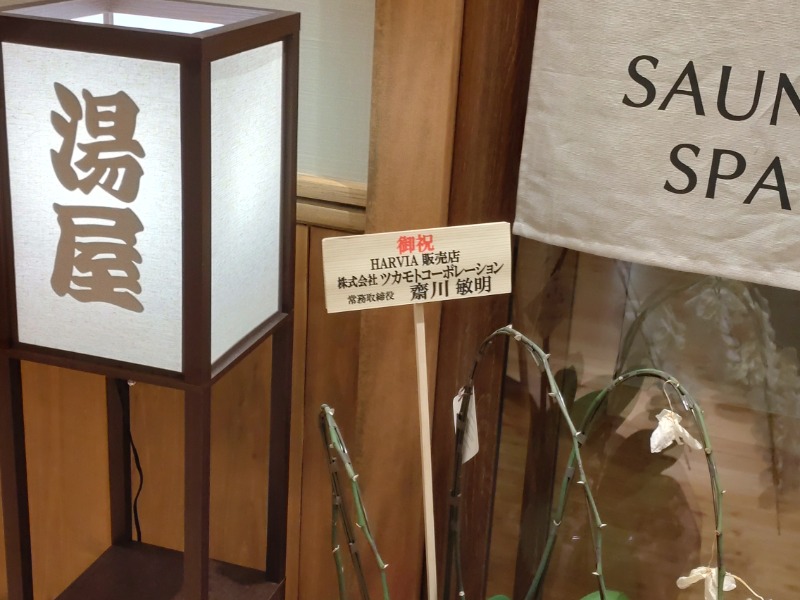 湯屋
御祝
HARVIA 販売店
株式会社 ツカモトコーポレーション
常務取締役 齋川 敏明
SAUN
SPA